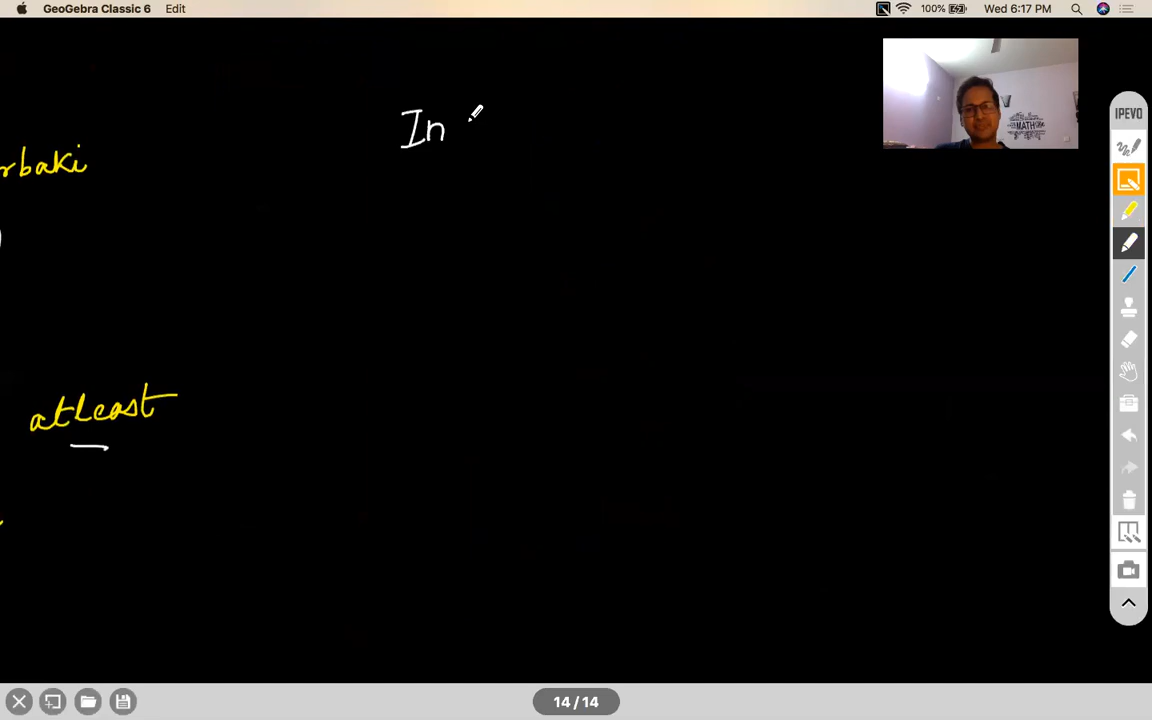 GeoGebra Classic 6 Edit 100% Wed 6:17 PM
IPEVO
MATH
In
rbaki
atleast
14/14